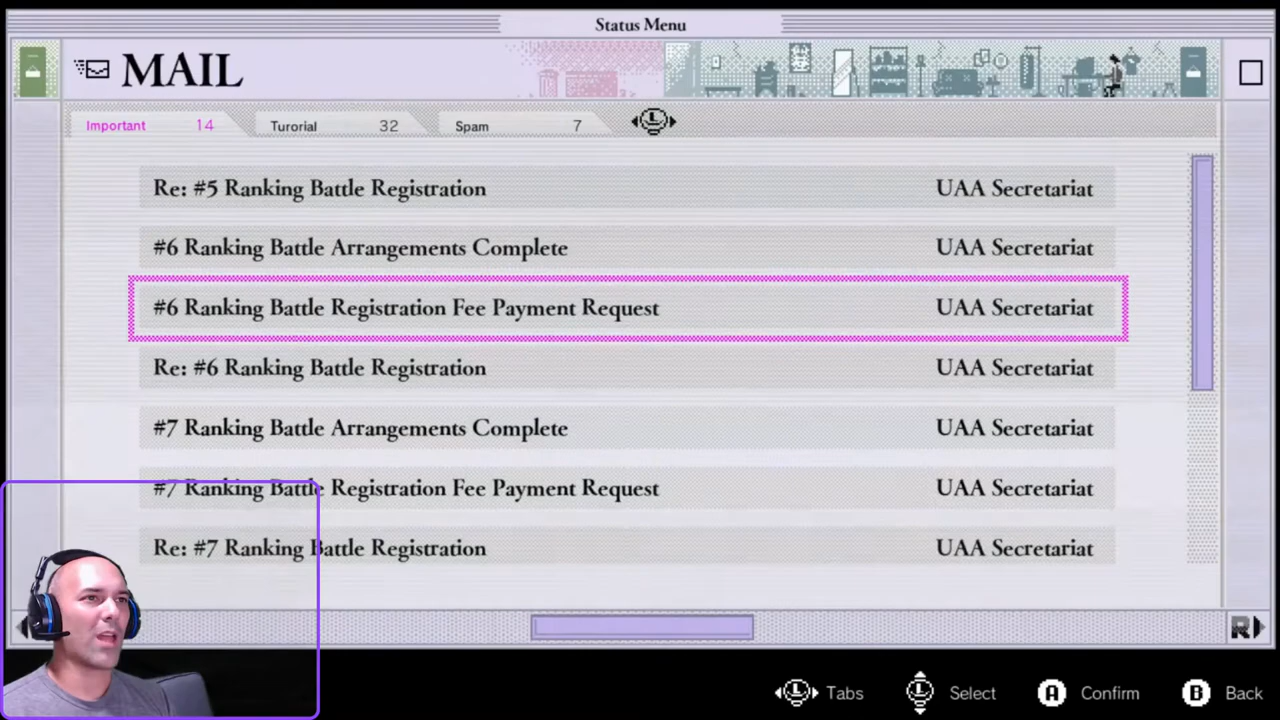 Status Menu
MAIL
Important 14
Turorial 32
Spam 7
Re: #5 Ranking Battle Registration UAA Secretariat
#6 Ranking Battle Arrangements Complete UAA Secretariat
#6 Ranking Battle Registration Fee Payment Request UAA Secretariat
Re: #6 Ranking Battle Registration UAA Secretariat
#7 Ranking Battle Arrangements Complete UAA Secretariat
#7 Ranking Battle Registration Fee Payment Request UAA Secretariat
Re: #7 Ranking Battle Registration UAA Secretariat
R
L Tabs L Select A Confirm B Back